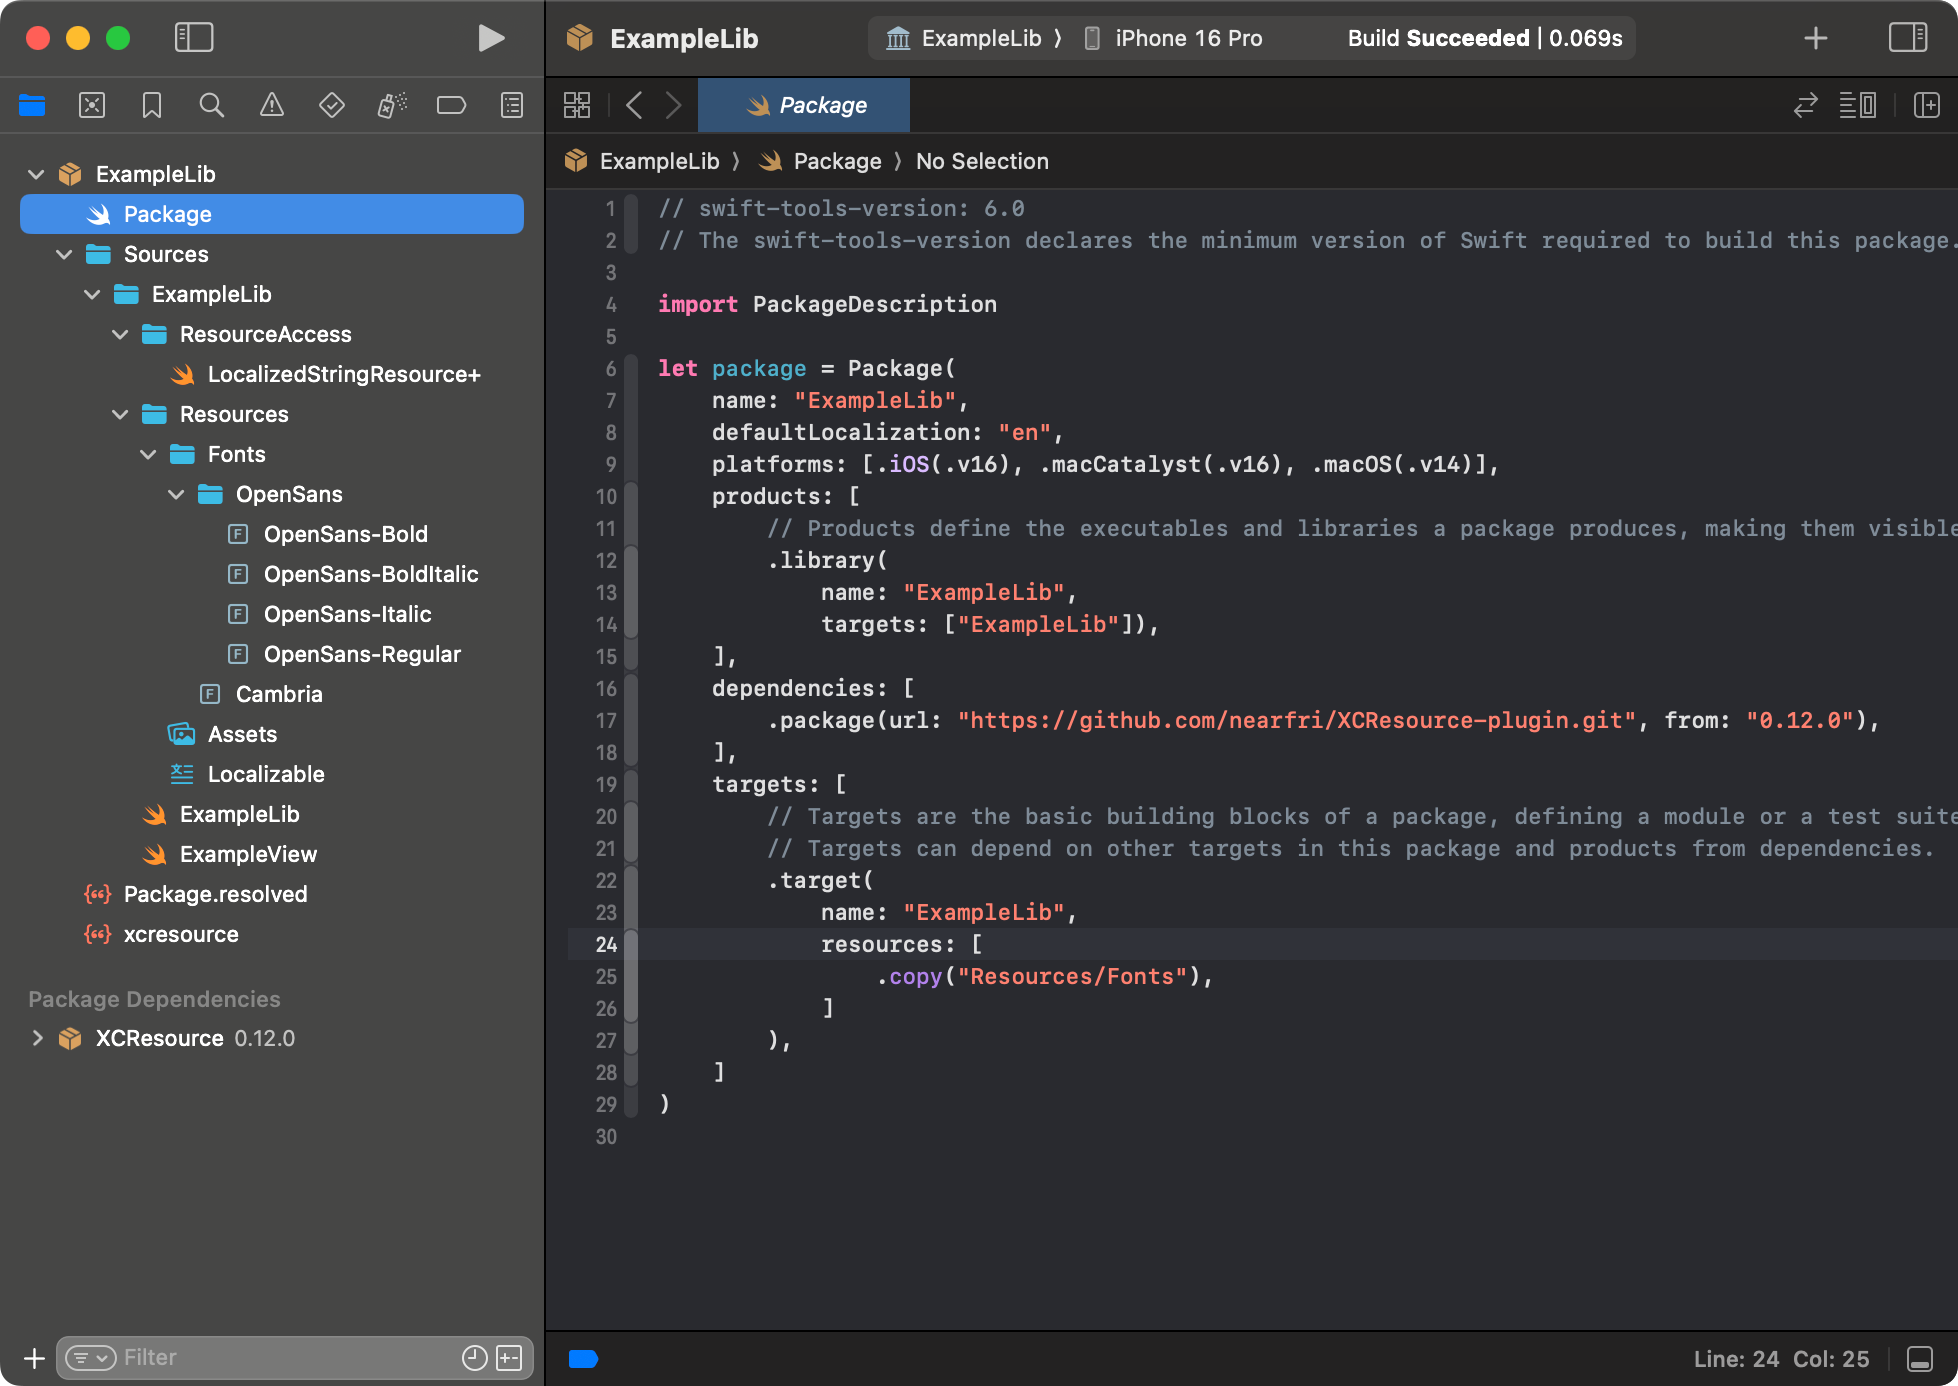 ExampleLib
ExampleLib
iPhone 16 Pro
Build Succeeded | 0.069s
Package
ExampleLib
Package
No Selection
ExampleLib
Package
Sources
ExampleLib
ResourceAccess
LocalizedStringResource+
Resources
Fonts
OpenSans
OpenSans-Bold
OpenSans-BoldItalic
OpenSans-Italic
OpenSans-Regular
Cambria
Assets
Localizable
ExampleLib
ExampleView
Package.resolved
xcresource
Package Dependencies
XCResource 0.12.0
Filter
1 // swift-tools-version: 6.0
2 // The swift-tools-version declares the minimum version of Swift required to build this package.
3
4 import PackageDescription
5
6 let package = Package(
7 name: "ExampleLib",
8 defaultLocalization: "en",
9 platforms: [.iOS(.v16), .macCatalyst(.v16), .macOS(.v14)],
10 products: [
11 // Products define the executables and libraries a package produces, making them visible
12 .library(
13 name: "ExampleLib",
14 targets: ["ExampleLib"]),
15 ],
16 dependencies: [
17 .package(url: "https://github.com/nearfri/XCResource-plugin.git", from: "0.12.0"),
18 ],
19 targets: [
20 // Targets are the basic building blocks of a package, defining a module or a test suite
21 // Targets can depend on other targets in this package and products from dependencies.
22 .target(
23 name: "ExampleLib",
24 resources: [
25 .copy("Resources/Fonts"),
26 ]
27 ),
28 ]
29 )
30
Line: 24 Col: 25